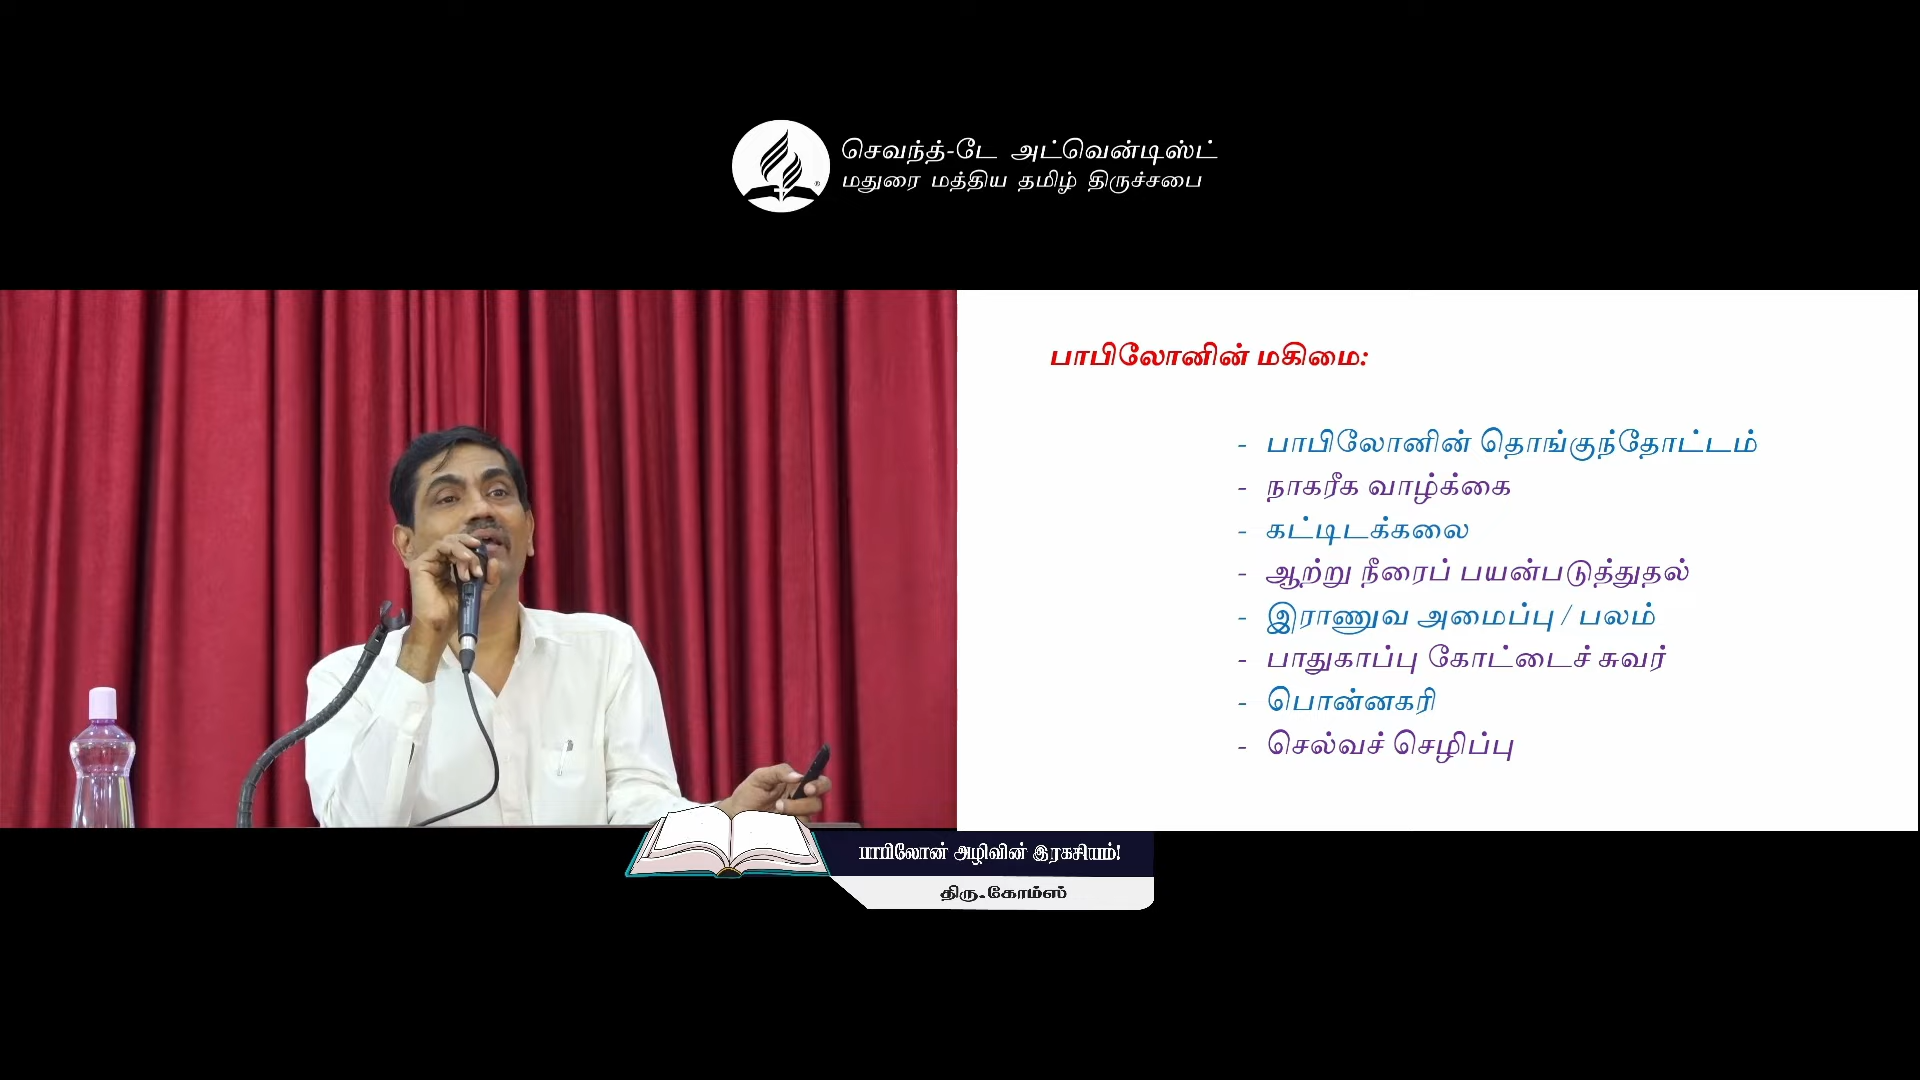 செவந்த்-டே அட்வென்டிஸ்ட்
மதுரை மத்திய தமிழ் திருச்சபை
பாபிலோனின் மகிமை:
- பாபிலோனின் தொங்குந்தோட்டம்
- நாகரீக வாழ்க்கை
- கட்டிடக்கலை
- ஆற்று நீரைப் பயன்படுத்துதல்
- இராணுவ அமைப்பு / பலம்
- பாதுகாப்பு கோட்டைச் சுவர்
- பொன்னகரி
- செல்வச் செழிப்பு
பாபிலோன் அழிவின் இரகசியம்!
திரு.கோம்ஸ்